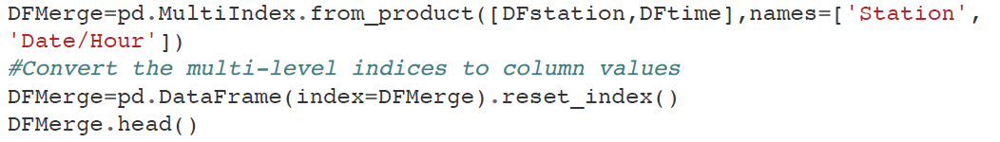 DFMerge=pd.MultiIndex.from_product([DFstation,DFtime],names=['Station',
'Date/Hour'])
#Convert the multi-level indices to column values
DFMerge=pd.DataFrame(index=DFMerge).reset_index()
DFMerge.head()